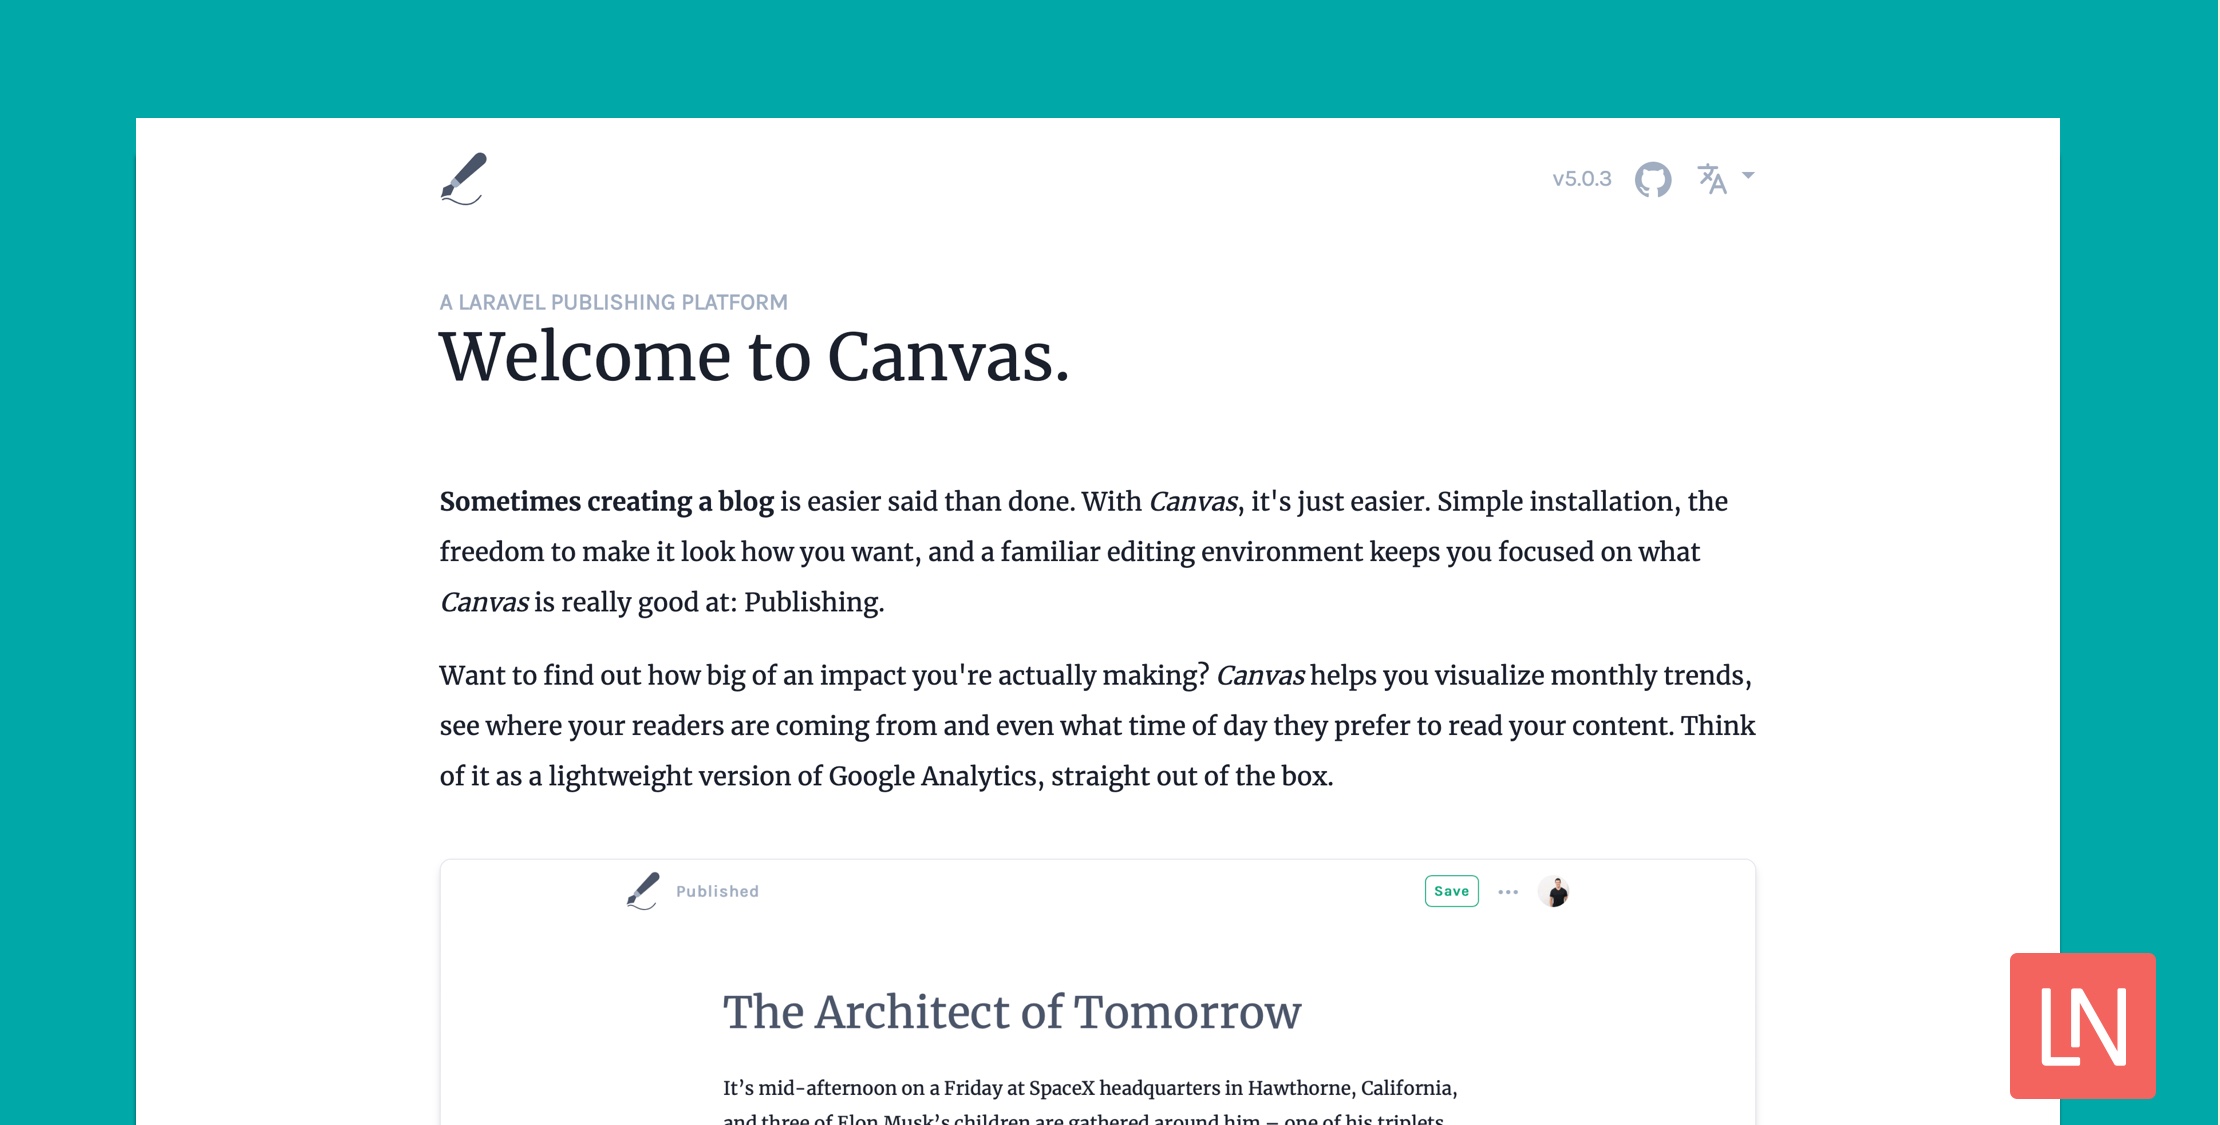 v5.0.3
A LARAVEL PUBLISHING PLATFORM
Welcome to Canvas.
Sometimes creating a blog is easier said than done. With Canvas, it's just easier. Simple installation, the
freedom to make it look how you want, and a familiar editing environment keeps you focused on what
Canvas is really good at: Publishing.
Want to find out how big of an impact you're actually making? Canvas helps you visualize monthly trends,
see where your readers are coming from and even what time of day they prefer to read your content. Think
of it as a lightweight version of Google Analytics, straight out of the box.
Published
Save
The Architect of Tomorrow
It’s mid-afternoon on a Friday at SpaceX headquarters in Hawthorne, California,
and three of Elon Musk’s children are gathered around him – one of his triplets,
LN